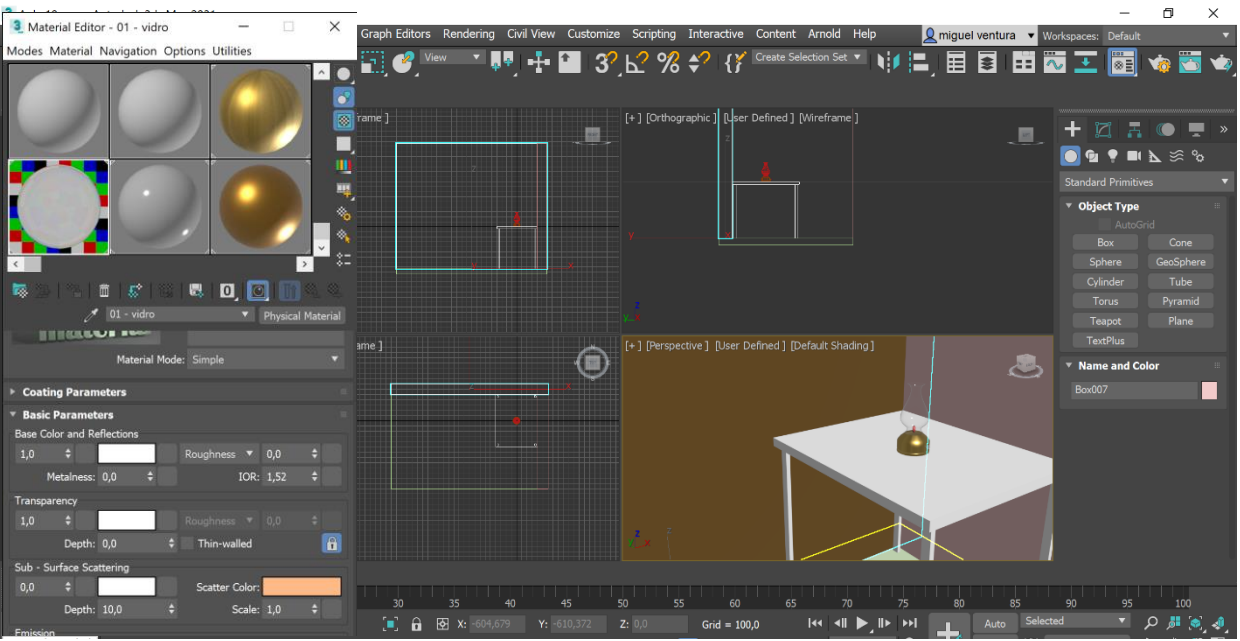 Material Editor - 01 - vidro
Modes Material Navigation Options Utilities
Graph Editors Rendering Civil View Customize Scripting Interactive Content Arnold Help
miguel ventura
Workspaces: Default
View
Create Selection Set
rame ]
[+] [Orthographic ] [User Defined ] [Wireframe ]
Standard Primitives
Object Type
AutoGrid
Box Cone
Sphere GeoSphere
Cylinder Tube
Torus Pyramid
Teapot Plane
TextPlus
Name and Color
Box007
01 - vidro
Physical Material
Material Mode: Simple
Coating Parameters
Basic Parameters
Base Color and Reflections
1,0 Roughness 0,0
Metalness: 0,0 IOR: 1,52
Transparency
1,0 Roughness 0,0
Depth: 0,0 Thin-walled
Sub - Surface Scattering
0,0 Scatter Color:
Depth: 10,0 Scale: 1,0
Emission
ame ]
[+] [Perspective ] [User Defined ] [Default Shading ]
30 35 40 45 50 55 60 65 70 75 80 85 90 95 100
X: -604,679 Y: -610,372 Z: 0,0 Grid = 100,0
Auto Selected